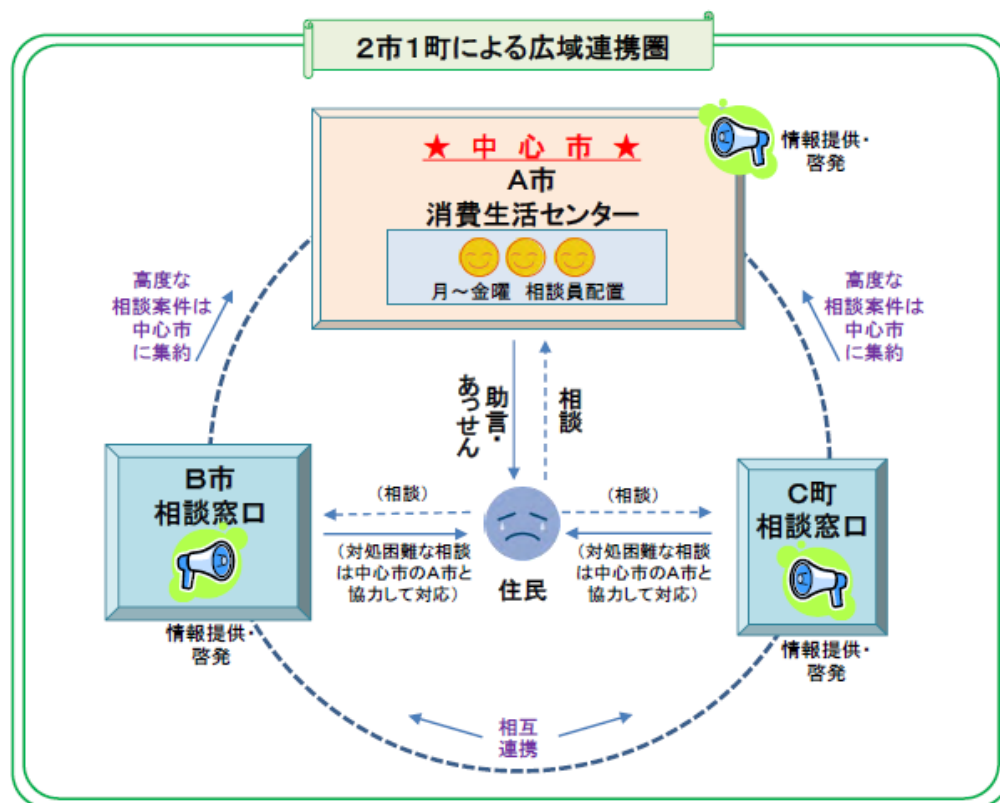 ２市１町による広域連携圏
★ 中 心 市 ★
Ａ市
消費生活センター
月～金曜 相談員配置
情報提供・
啓発
高度な
相談案件は
中心市
に集約
高度な
相談案件は
中心市
に集約
助言・
あっせん
相談
Ｂ市
相談窓口
情報提供・
啓発
（相談）
（対処困難な相談
は中心市のＡ市と
協力して対応）
住民
（相談）
（対処困難な相談
は中心市のＡ市と
協力して対応）
Ｃ町
相談窓口
情報提供・
啓発
相互
連携